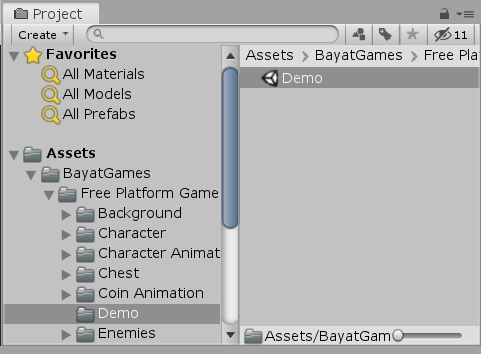 Project
Create
11
Favorites
All Materials
All Models
All Prefabs
Assets
BayatGames
Free Platform Game
Background
Character
Character Animat
Chest
Coin Animation
Demo
Enemies
Assets > BayatGames > Free Pla
Demo
Assets/BayatGam